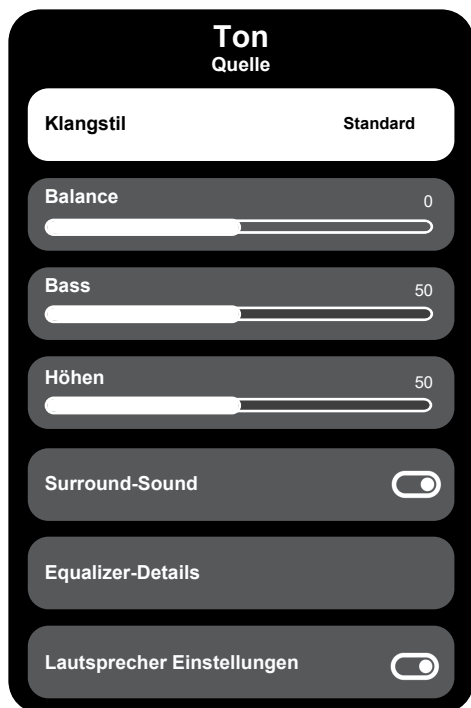 Ton
Quelle
Klangstil Standard
Balance 0
Bass 50
Höhen 50
Surround-Sound
Equalizer-Details
Lautsprecher Einstellungen